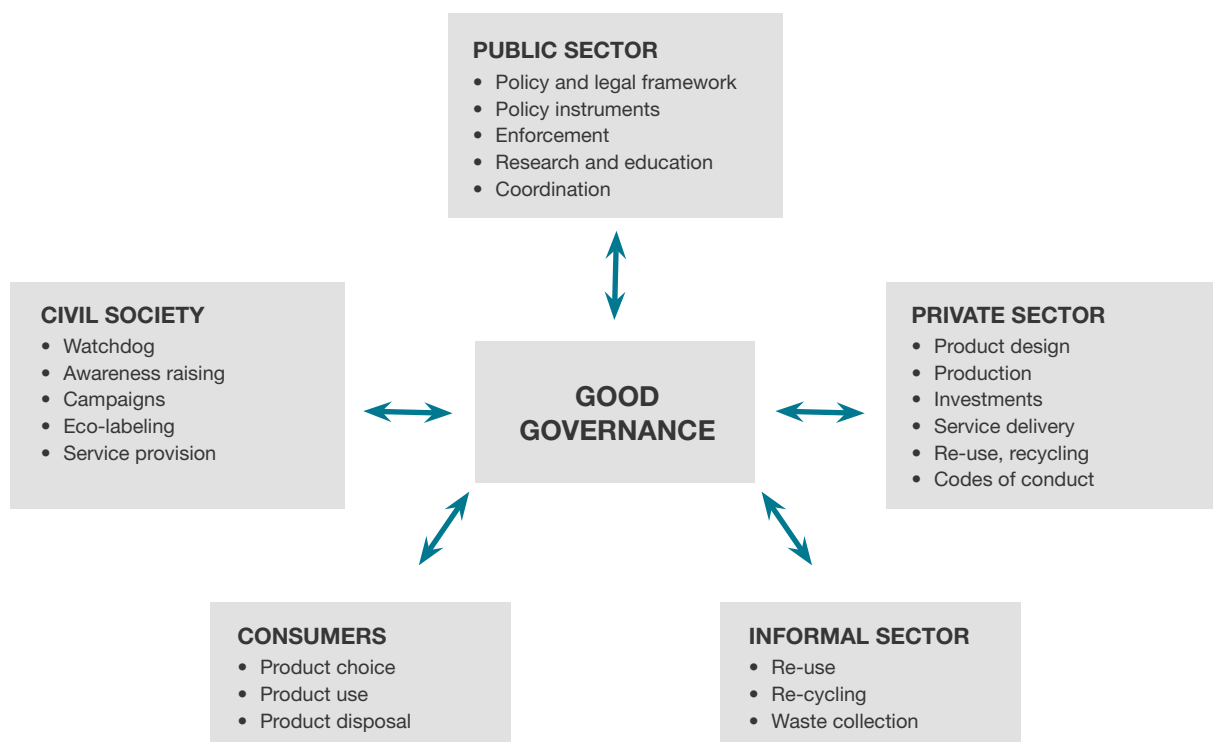 PUBLIC SECTOR
• Policy and legal framework
• Policy instruments
• Enforcement
• Research and education
• Coordination
CIVIL SOCIETY
• Watchdog
• Awareness raising
• Campaigns
• Eco-labeling
• Service provision
GOOD
GOVERNANCE
PRIVATE SECTOR
• Product design
• Production
• Investments
• Service delivery
• Re-use, recycling
• Codes of conduct
CONSUMERS
• Product choice
• Product use
• Product disposal
INFORMAL SECTOR
• Re-use
• Re-cycling
• Waste collection